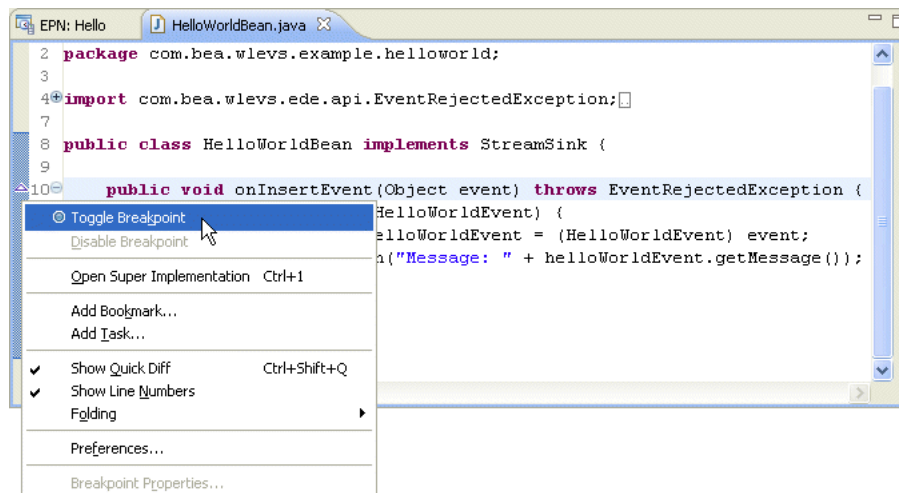 EPN: Hello HelloWorldBean.java
2 package com.bea.wlevs.example.helloworld;
3
4 import com.bea.wlevs.ede.api.EventRejectedException;
7
8 public class HelloWorldBean implements StreamSink {
9
10 public void onInsertEvent(Object event) throws EventRejectedException {
HelloWorldEvent) {
elloWorldEvent = (HelloWorldEvent) event;
n("Message: " + helloWorldEvent.getMessage());
Toggle Breakpoint
Disable Breakpoint
Open Super Implementation Ctrl+1
Add Bookmark...
Add Task...
Show Quick Diff Ctrl+Shift+Q
Show Line Numbers
Folding
Preferences...
Breakpoint Properties...